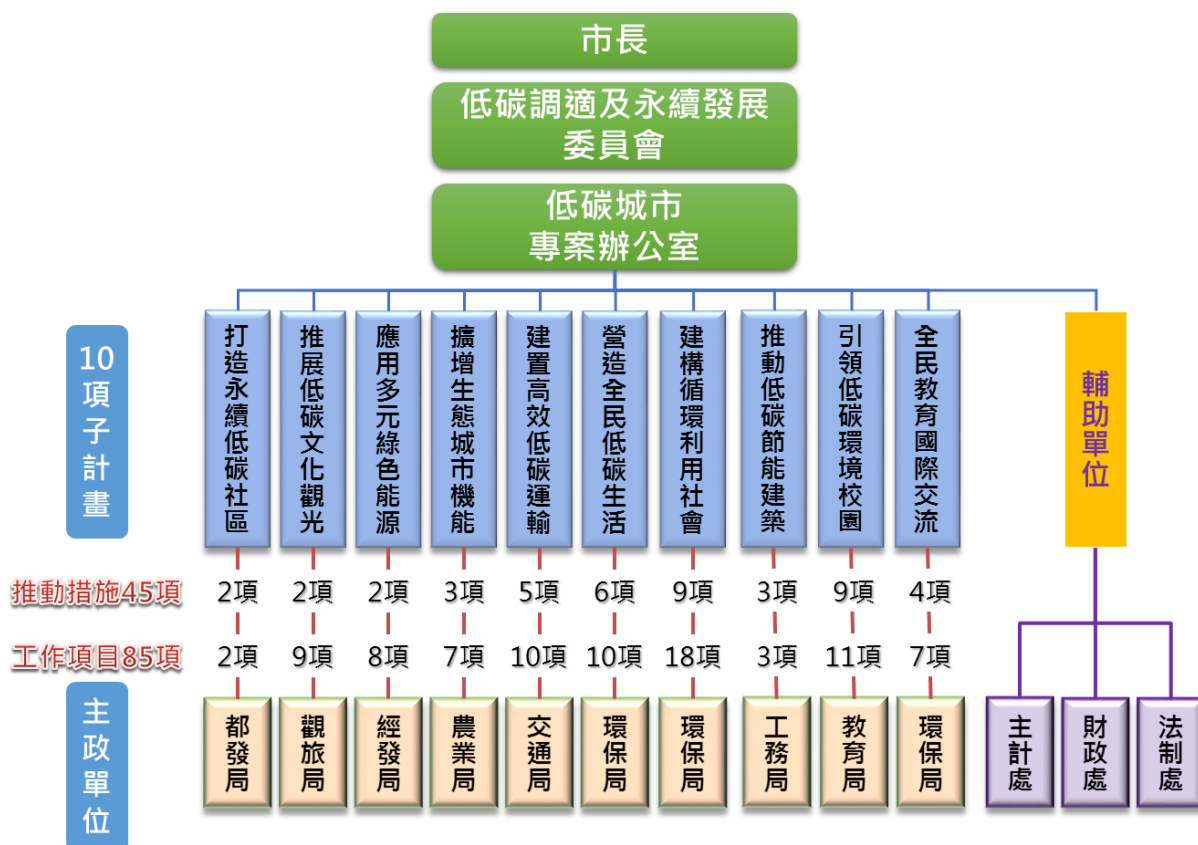 市長
低碳調適及永續發展
委員會
低碳城市
專案辦公室
10項子計畫
打造永續低碳社區
推展低碳文化觀光
應用多元綠色能源
擴增生態城市機能
建置高效低碳運輸
營造全民低碳生活
建構循環利用社會
推動低碳節能建築
引領低碳環境校園
全民教育國際交流
輔助單位
推動措施45項 2項 2項 2項 3項 5項 6項 9項 3項 9項 4項
工作項目85項 2項 9項 8項 7項 10項 10項 18項 3項 11項 7項
主政單位
都發局
觀旅局
經發局
農業局
交通局
環保局
環保局
工務局
教育局
環保局
主計處
財政處
法制處